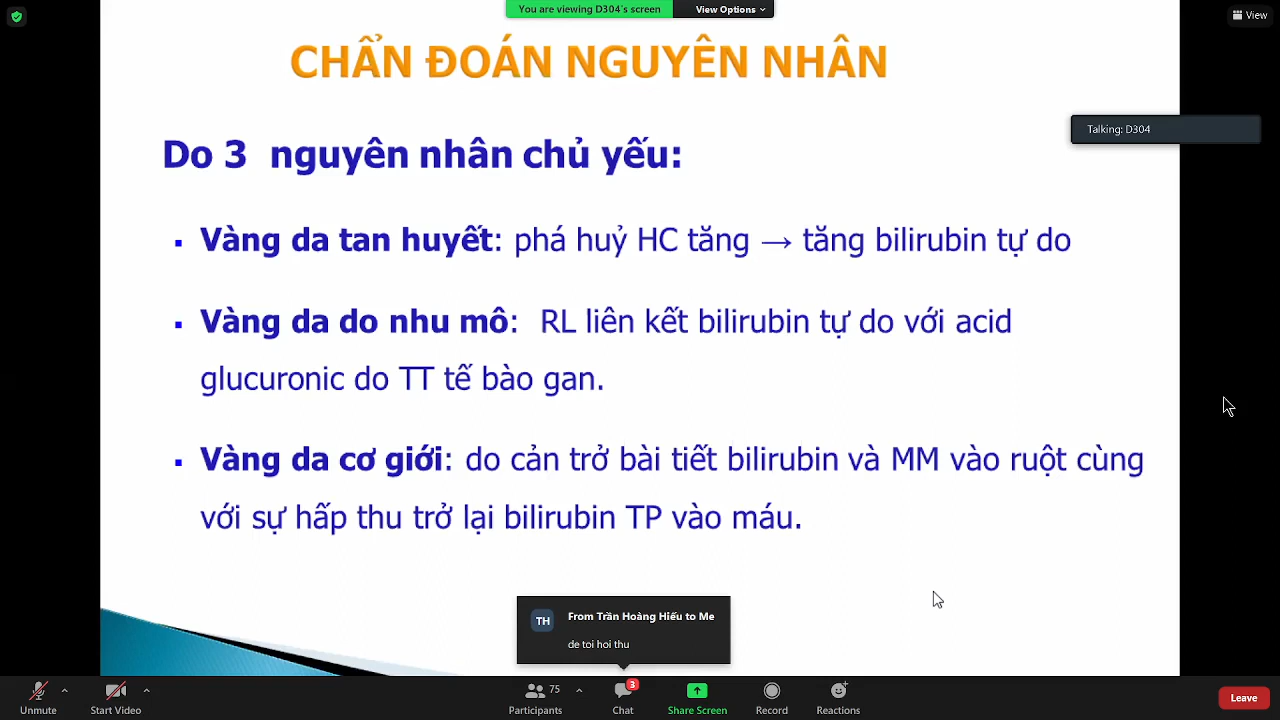 You are viewing D304's screen
View Options
View
CHẨN ĐOÁN NGUYÊN NHÂN
Talking: D304
Do 3 nguyên nhân chủ yếu:
▪ Vàng da tan huyết: phá huỷ HC tăng → tăng bilirubin tự do
▪ Vàng da do nhu mô: RL liên kết bilirubin tự do với acid
glucuronic do TT tế bào gan.
▪ Vàng da cơ giới: do cản trở bài tiết bilirubin và MM vào ruột cùng
với sự hấp thu trở lại bilirubin TP vào máu.
TH
From Trần Hoàng Hiếu to Me
de toi hoi thu
Unmute
Start Video
75
Participants
3
Chat
Share Screen
Record
Reactions
Leave